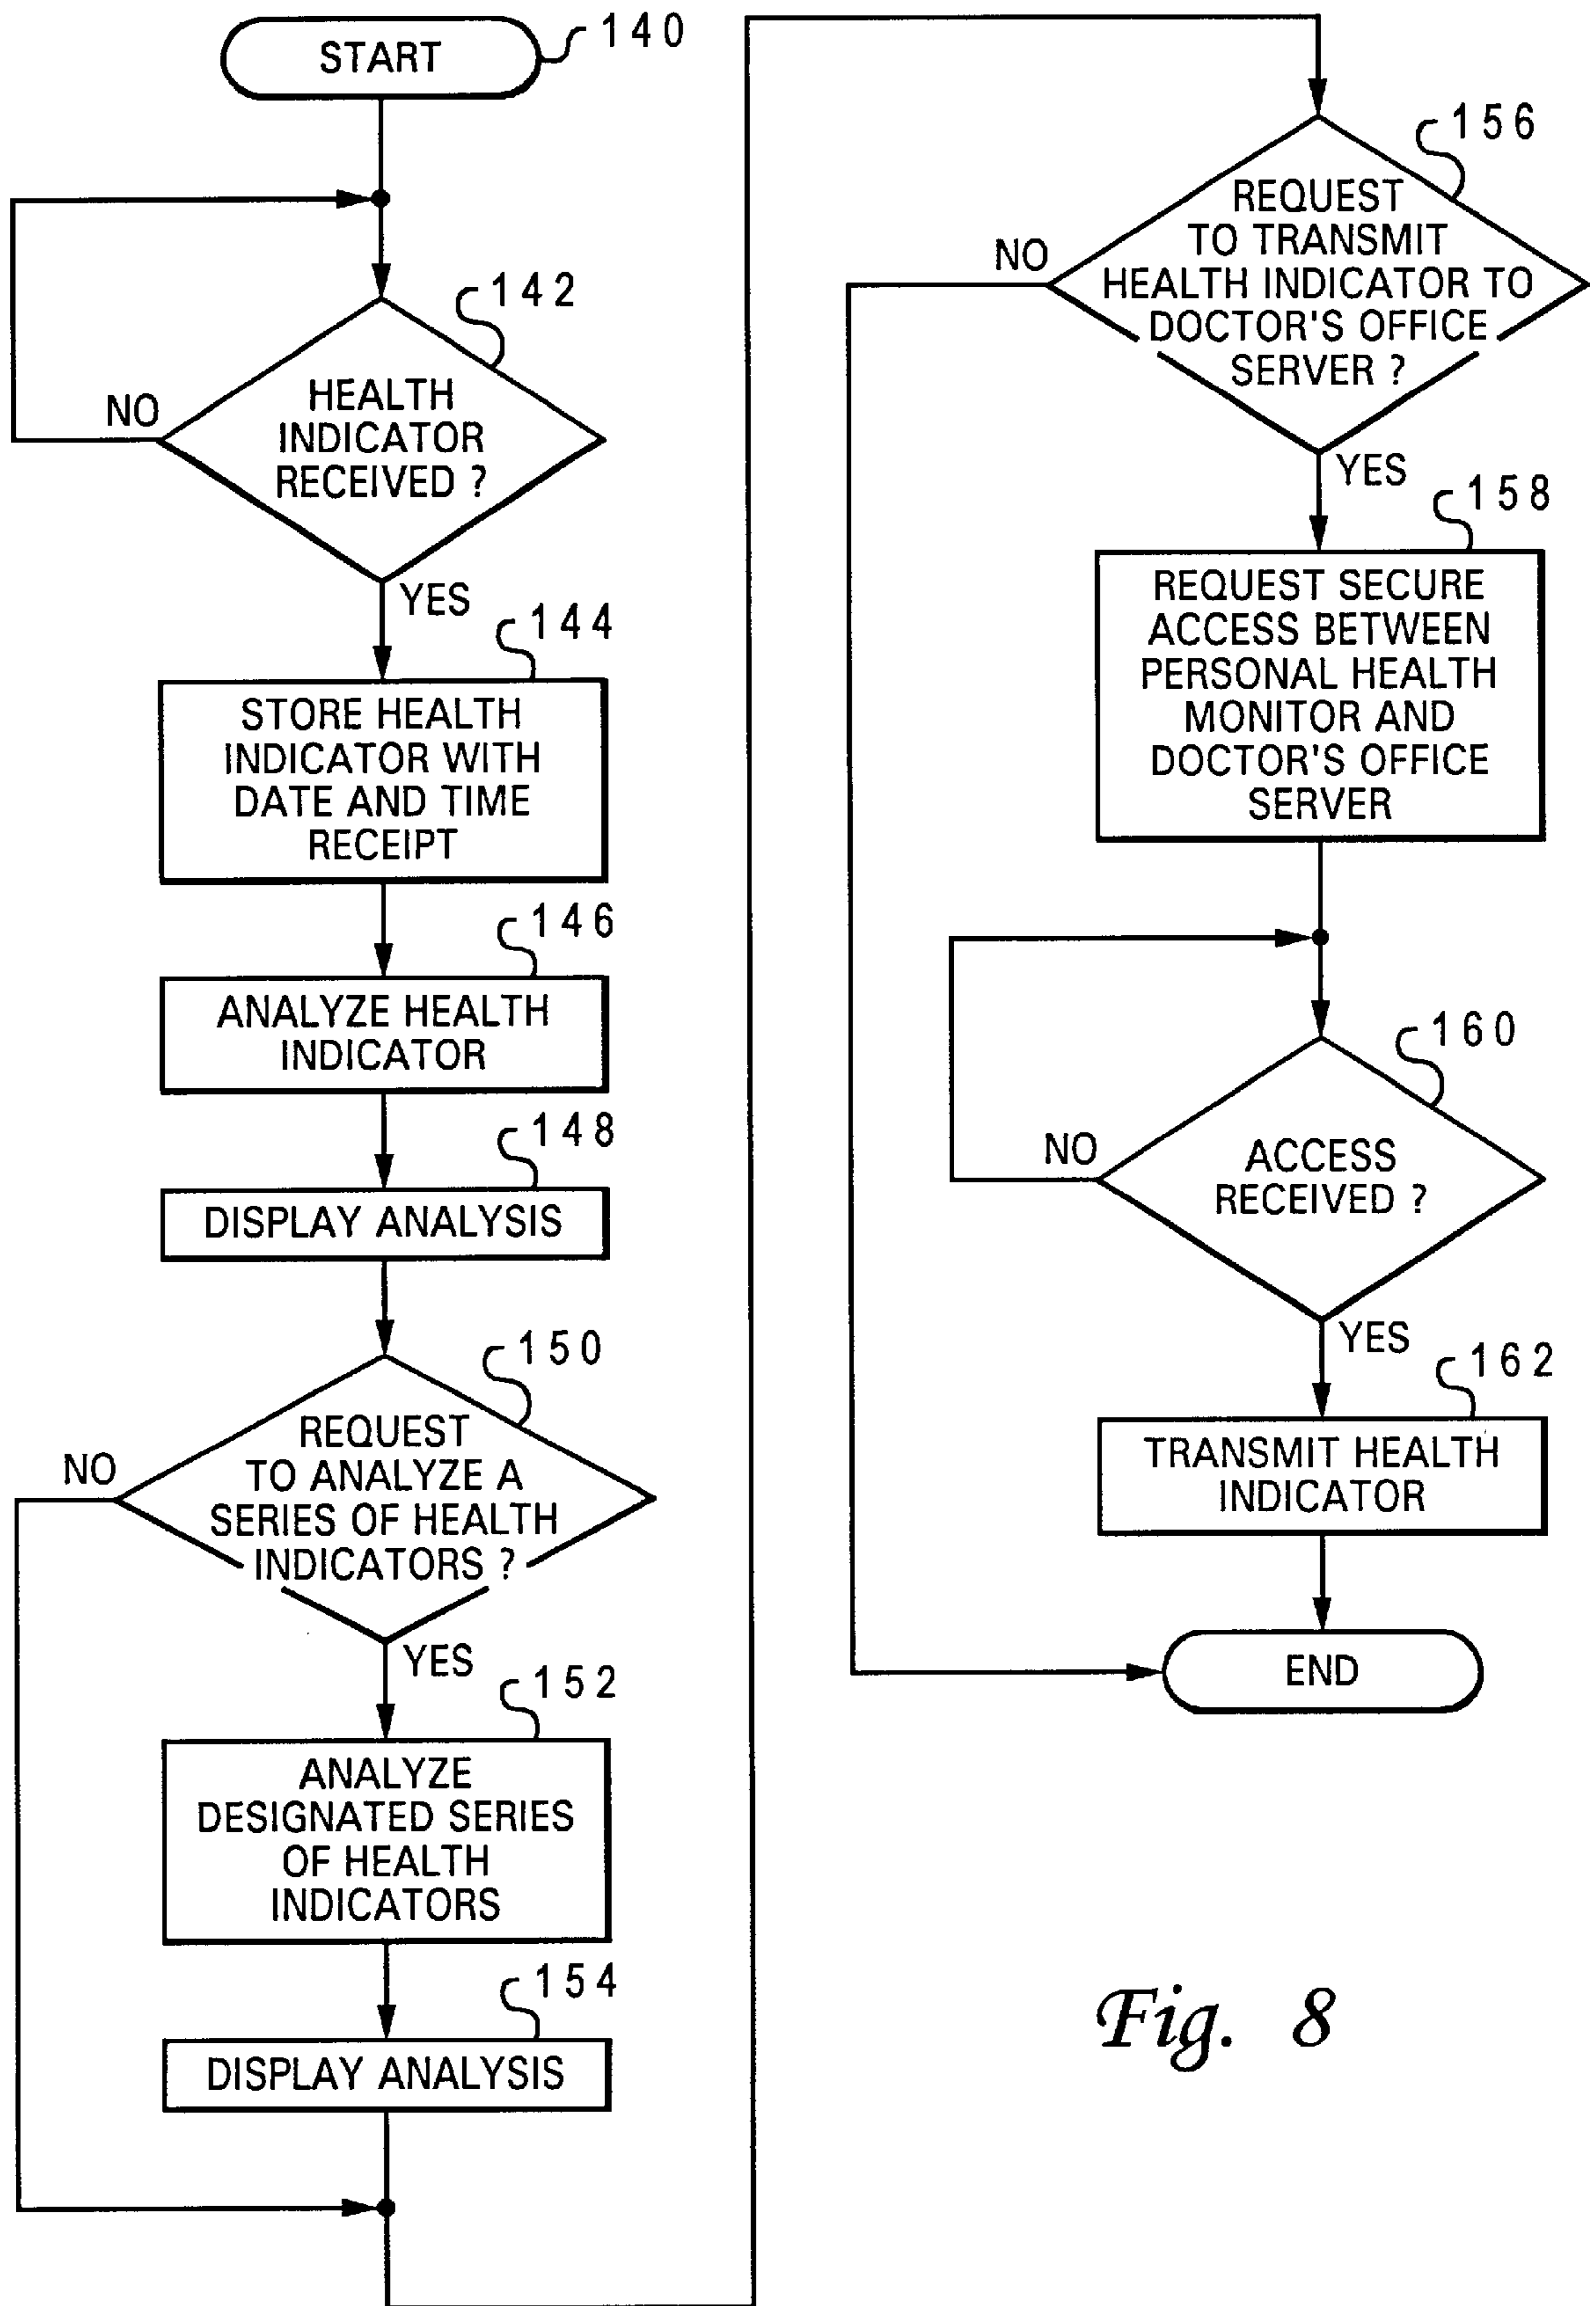 START
140
142
HEALTH
INDICATOR
RECEIVED ?
NO
YES
144
STORE HEALTH
INDICATOR WITH
DATE AND TIME
RECEIPT
146
ANALYZE HEALTH
INDICATOR
148
DISPLAY ANALYSIS
150
REQUEST
TO ANALYZE A
SERIES OF HEALTH
INDICATORS ?
NO
YES
152
ANALYZE
DESIGNATED SERIES
OF HEALTH
INDICATORS
154
DISPLAY ANALYSIS
156
REQUEST
TO TRANSMIT
HEALTH INDICATOR TO
DOCTOR'S OFFICE
SERVER ?
NO
YES
158
REQUEST SECURE
ACCESS BETWEEN
PERSONAL HEALTH
MONITOR AND
DOCTOR'S OFFICE
SERVER
160
ACCESS
RECEIVED ?
NO
YES
162
TRANSMIT HEALTH
INDICATOR
END
Fig. 8